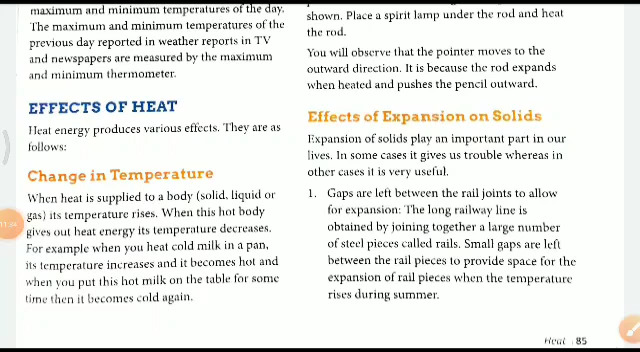 maximum and minimum temperatures of the day.
The maximum and minimum temperatures of the
previous day reported in weather reports in TV
and newspapers are measured by the maximum
and minimum thermometer.
EFFECTS OF HEAT
Heat energy produces various effects. They are as
follows:
Change in Temperature
When heat is supplied to a body (solid, liquid or
gas) its temperature rises. When this hot body
gives out heat energy its temperature decreases.
For example when you heat cold milk in a pan,
its temperature increases and it becomes hot and
when you put this hot milk on the table for some
time then it becomes cold again.
shown. Place a spirit lamp under the rod and heat
the rod.
You will observe that the pointer moves to the
outward direction. It is because the rod expands
when heated and pushes the pencil outward.
Effects of Expansion on Solids
Expansion of solids play an important part in our
lives. In some cases it gives us trouble whereas in
other cases it is very useful.
1. Gaps are left between the rail joints to allow
for expansion: The long railway line is
obtained by joining together a large number
of steel pieces called rails. Small gaps are left
between the rail pieces to provide space for the
expansion of rail pieces when the temperature
rises during summer.
Heat 85